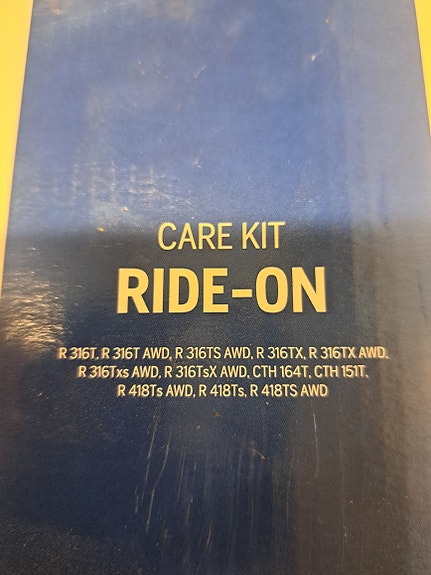 CARE KIT
RIDE-ON
R 316T, R 316T AWD, R 316TS AWD, R 316TX, R 316TX AWD,
R 316Txs AWD, R 316TsX AWD, CTH 164T, CTH 151T,
R 418Ts AWD, R 418Ts, R 418TS AWD